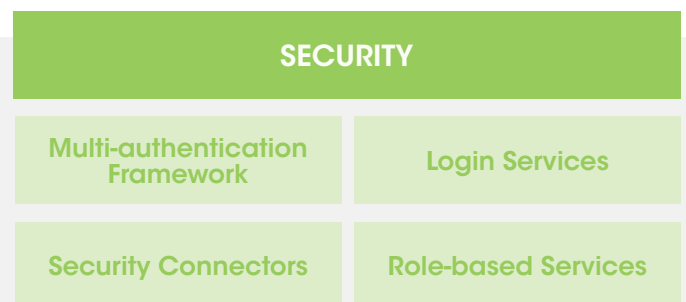 SECURITY
Multi-authentication
Framework
Login Services
Security Connectors
Role-based Services